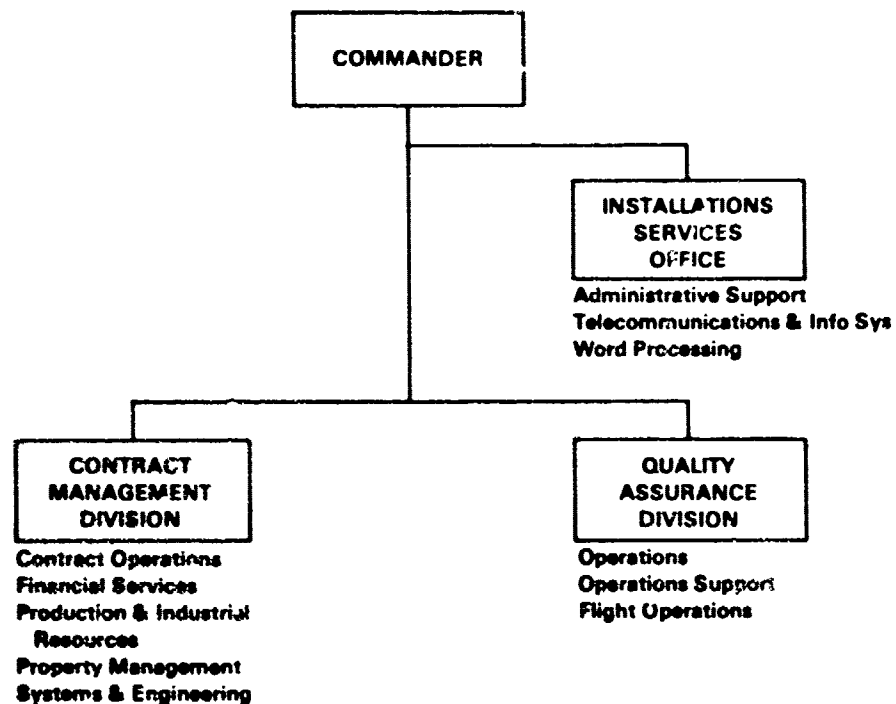 COMMANDER
INSTALLATIONS
SERVICES
OFFICE
Administrative Support
Telecommunications & Info Sys
Word Processing
CONTRACT
MANAGEMENT
DIVISION
Contract Operations
Financial Services
Production & Industrial
Resources
Property Management
Systems & Engineering
QUALITY
ASSURANCE
DIVISION
Operations
Operations Support
Flight Operations